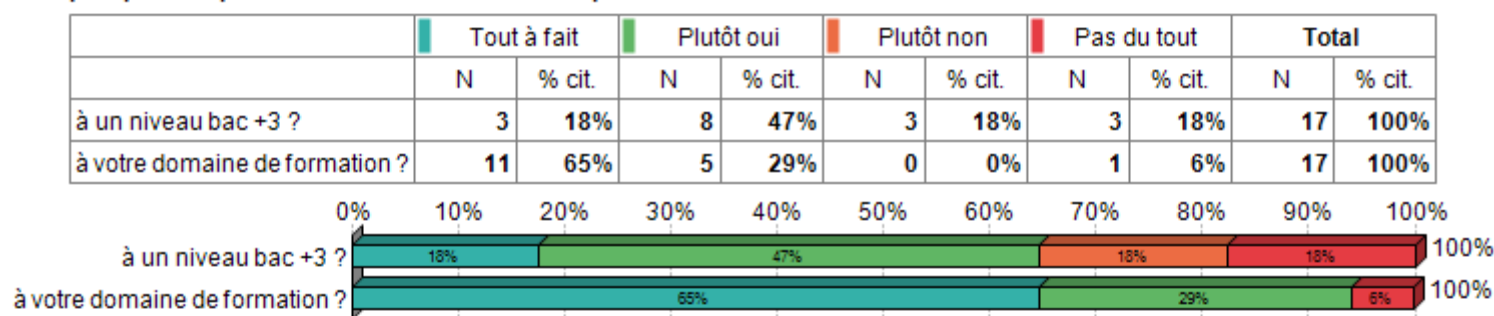 Tout à fait Plutôt oui Plutôt non Pas du tout Total
N % cit. N % cit. N % cit. N % cit. N % cit.
à un niveau bac +3 ? 3 18% 8 47% 3 18% 3 18% 17 100%
à votre domaine de formation ? 11 65% 5 29% 0 0% 1 6% 17 100%
0% 10% 20% 30% 40% 50% 60% 70% 80% 90% 100%
à un niveau bac +3 ? 18% 47% 18% 18% 100%
à votre domaine de formation ? 65% 29% 6% 100%